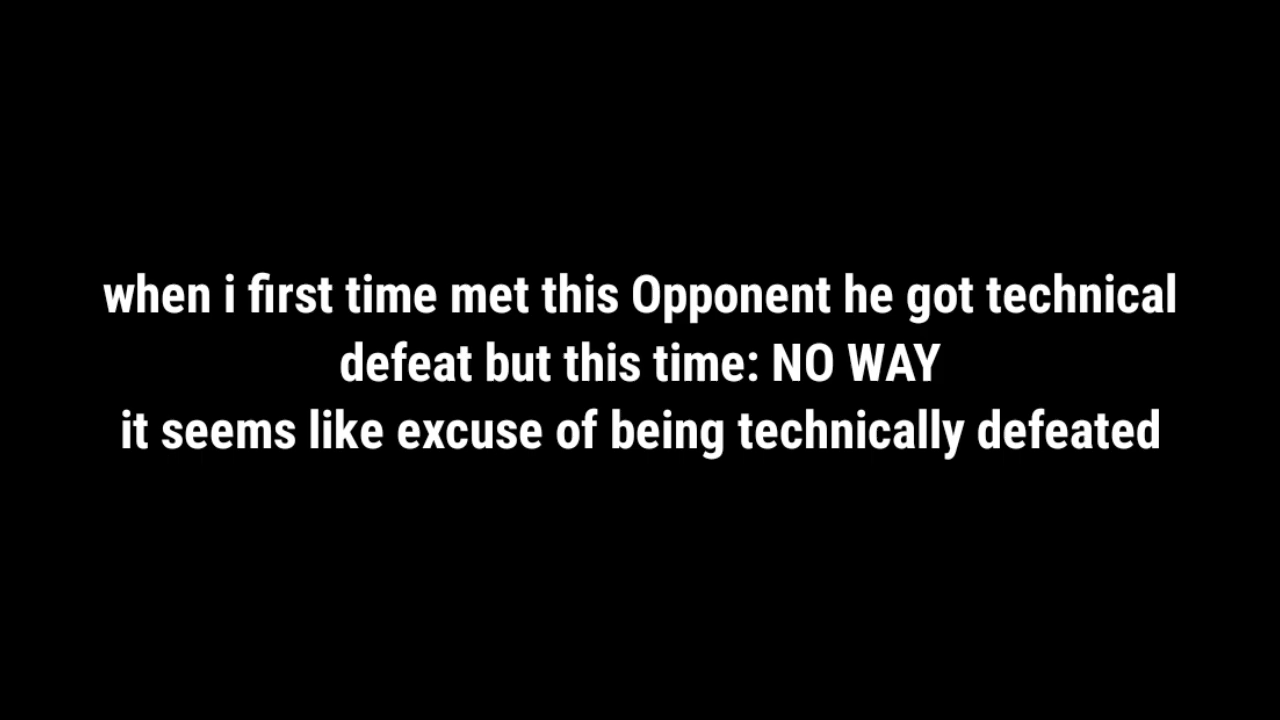 when i first time met this Opponent he got technical
defeat but this time: NO WAY
it seems like excuse of being technically defeated